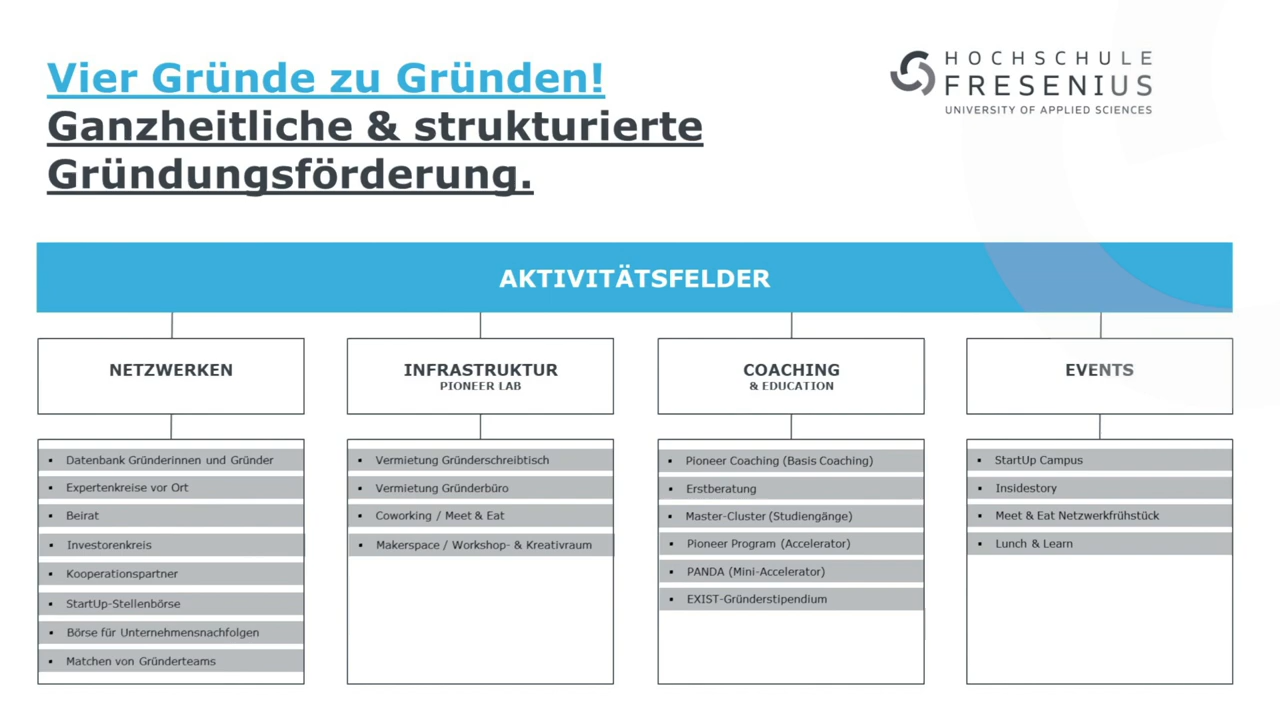 Vier Gründe zu Gründen!
Ganzheitliche & strukturierte
Gründungsförderung.
HOCHSCHULE
FRESENIUS
UNIVERSITY OF APPLIED SCIENCES
AKTIVITÄTSFELDER
NETZWERKEN
▪ Datenbank Gründerinnen und Gründer
▪ Expertenkreise vor Ort
▪ Beirat
▪ Investorenkreis
▪ Kooperationspartner
▪ StartUp-Stellenbörse
▪ Börse für Unternehmensnachfolgen
▪ Matchen von Gründerteams
INFRASTRUKTUR
PIONEER LAB
▪ Vermietung Gründerschreibtisch
▪ Vermietung Gründerbüro
▪ Coworking / Meet & Eat
▪ Makerspace / Workshop- & Kreativraum
COACHING
& EDUCATION
▪ Pioneer Coaching (Basis Coaching)
▪ Erstberatung
▪ Master-Cluster (Studiengänge)
▪ Pioneer Program (Accelerator)
▪ PANDA (Mini-Accelerator)
▪ EXIST-Gründerstipendium
EVENTS
▪ StartUp Campus
▪ Insidestory
▪ Meet & Eat Netzwerkfrühstück
▪ Lunch & Learn